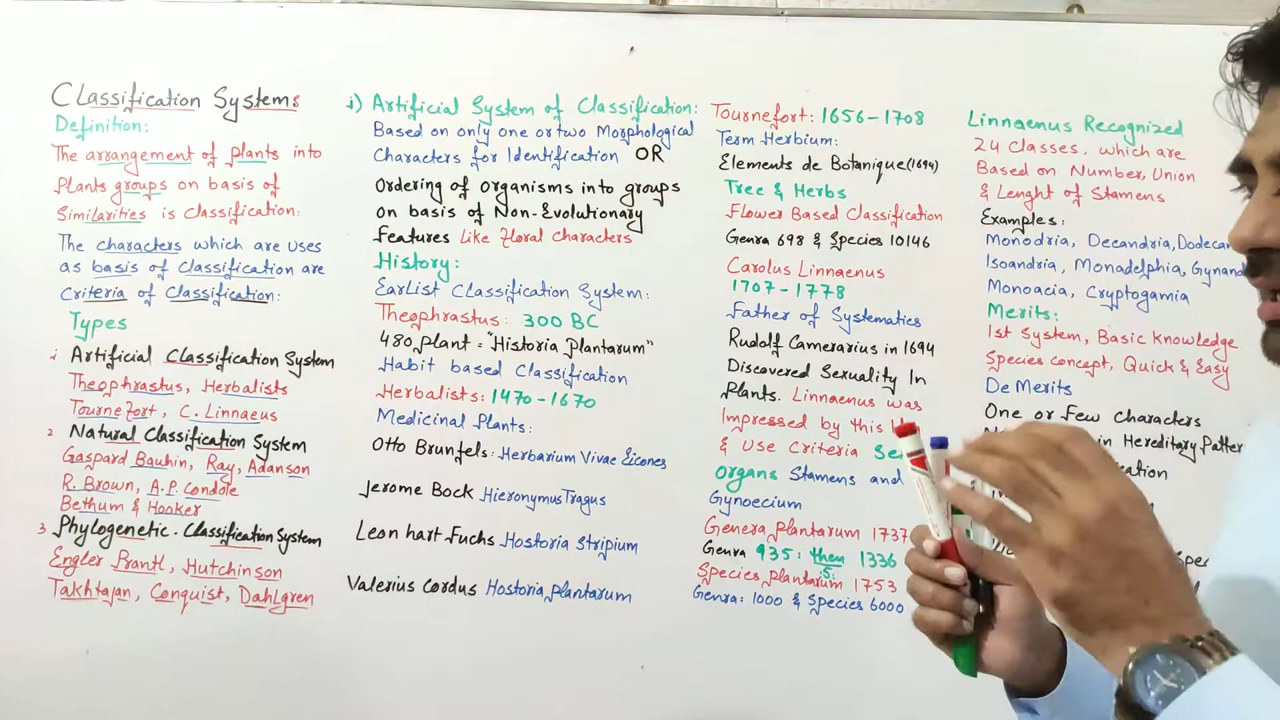 Classification Systems
Definition:
The arrangement of plants into
Plants groups on basis of
Similarities is classification:
The characters which are uses
as basis of classification are
Criteria of Classification:
Types
i Artificial Classification System
Theophrastus, Herbalists
Tournefort, C. Linnaeus
2 Natural Classification System
Gaspard Bauhin, Ray, Adanson
R. Brown, A.P. Condole
Bethum & Hooker
3 Phylogenetic. Classification System
Engler Prantl, Hutchinson
Takhtajan, Conquist, Dahlgren
i) Artificial System of Classification:
Based on only one or two Morphological
Characters for Identification OR
Ordering of organisms into groups
on basis of Non-Evolutionary
Features Like floral characters
History:
EarList Classification System:
Theophrastus: 300 BC
480 plant = "Historia Plantarum"
Habit based Classification
Herbalists: 1470-1670
Medicinal Plants:
Otto Brunfels: Herbarium Vivae Eicones
Jerome Bock Hieronymus Tragus
Leon hart Fuchs Hostoria Stripium
Valerius Cordus Hostoria plantarum
Tournefort: 1656-1708
Term Herbium:
Elements de Botanique (1694)
Tree & Herbs
Flower Based Classification
Genra 698 & Species 10146
Carolus Linnaenus
1707-1778
Father of Systematics
Rudolf Camerarius in 1694
Discovered Sexuality In
Plants. Linnaenus was
Impressed by this
& Use Criteria
organs Stamens and
Gynoecium
Genera plantarum 1737
Genra 935: then 1336
Species plantarum 1753
Genra: 1000 & Species 6000
Linnaenus Recognized
24 Classes. which are
Based on Number, Union
& Lenght of Stamens
Examples:
Monodria, Decandria, Dodecan
Isoandria, Monadelphia, Gynand
Monoacia, Cryptogamia
Merits:
1st System, Basic knowledge
Species concept, Quick & Easy
De Merits
One or Few characters
in Hereditary Patter